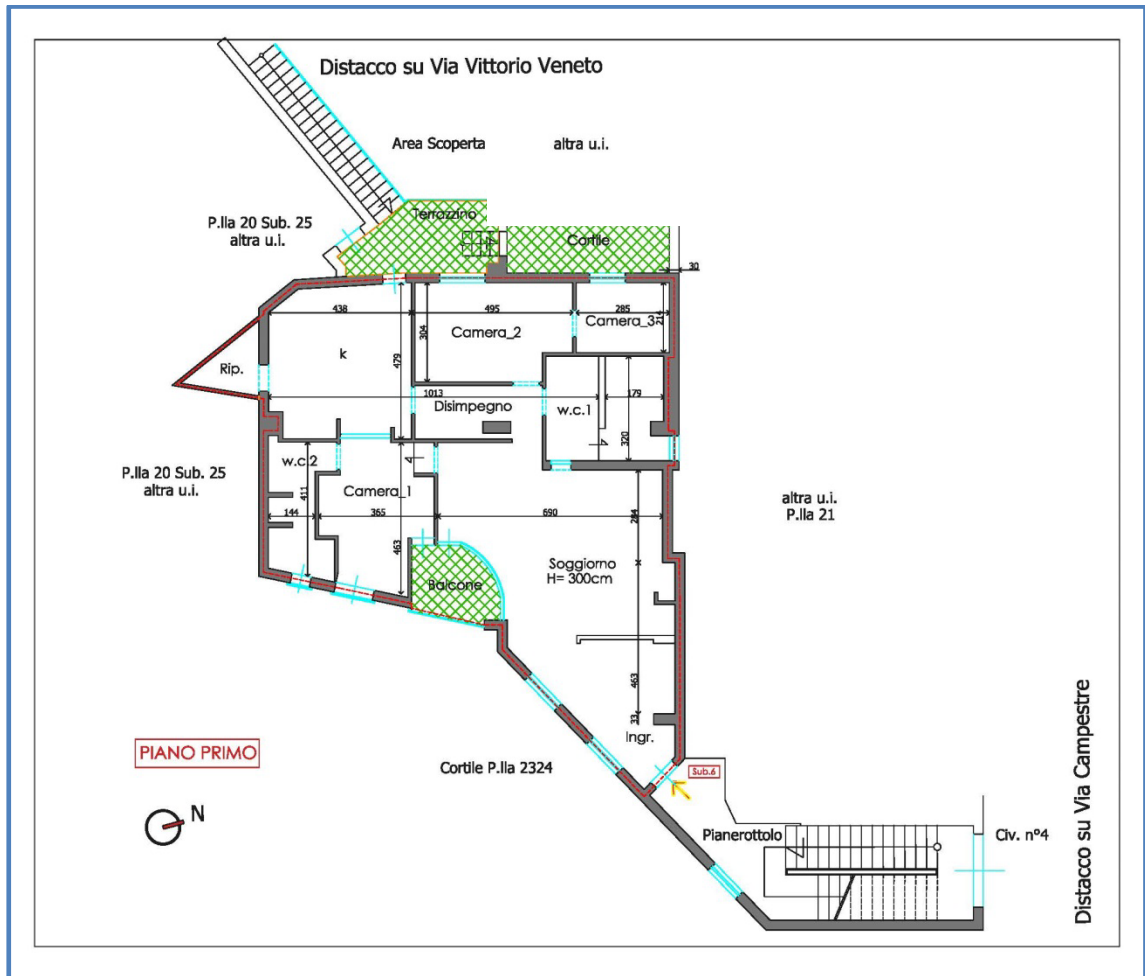 Distacco su Via Vittorio Veneto
Area Scoperta
altra u.i.
P.lla 20 Sub. 25
altra u.i.
Terrazzino
Cortile
30
438
495
285
304
Camera_2
Camera_3
214
Rip.
k
479
1013
Disimpegno
w.c.1
179
320
w.c.2
P.lla 20 Sub. 25
altra u.i.
411
Camera_1
144
365
690
284
463
altra u.i.
P.lla 21
Soggiorno
H= 300cm
Balcone
463
33
Ingr.
PIANO PRIMO
Cortile P.lla 2324
Sub.6
N
Pianerottolo
Civ. n°4
Distacco su Via Campestre